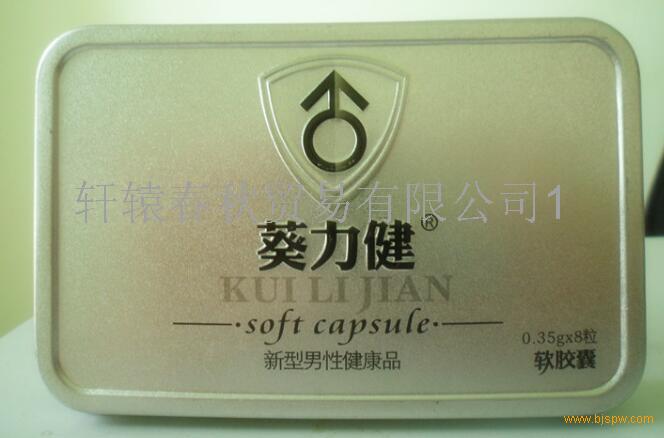 轩辕春秋贸易有限公司1
葵力健®
KUI LI JIAN
soft capsule
新型男性健康品
0.35gx8粒
软胶囊
www.bjspw.com